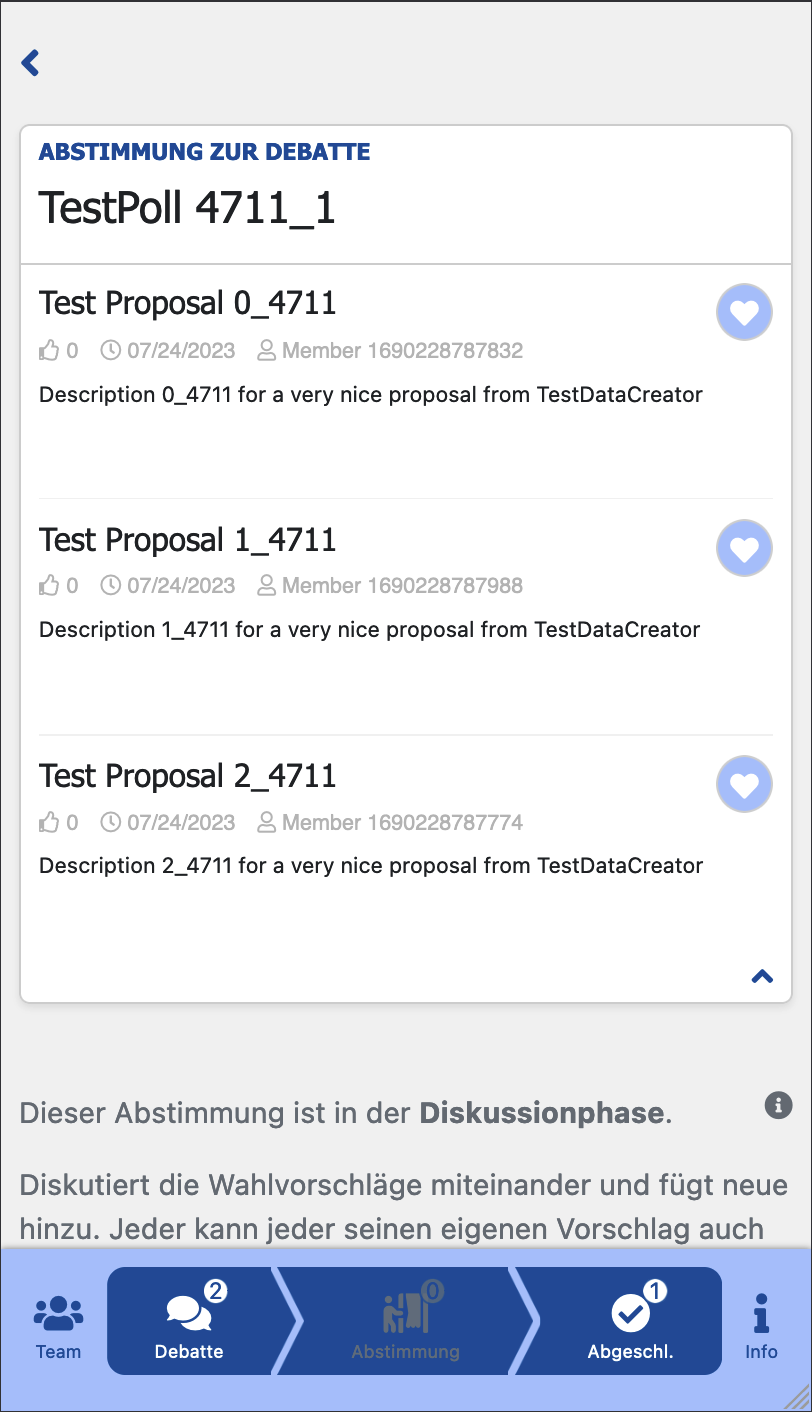 ABSTIMMUNG ZUR DEBATTE
TestPoll 4711_1
Test Proposal 0_4711
0 07/24/2023 Member 1690228787832
Description 0_4711 for a very nice proposal from TestDataCreator
Test Proposal 1_4711
0 07/24/2023 Member 1690228787988
Description 1_4711 for a very nice proposal from TestDataCreator
Test Proposal 2_4711
0 07/24/2023 Member 1690228787774
Description 2_4711 for a very nice proposal from TestDataCreator
Dieser Abstimmung ist in der Diskussionphase.
Diskutiert die Wahlvorschläge miteinander und fügt neue
hinzu. Jeder kann jeder seinen eigenen Vorschlag auch
2 0 1
Team Debatte Abstimmung Abgeschl. Info